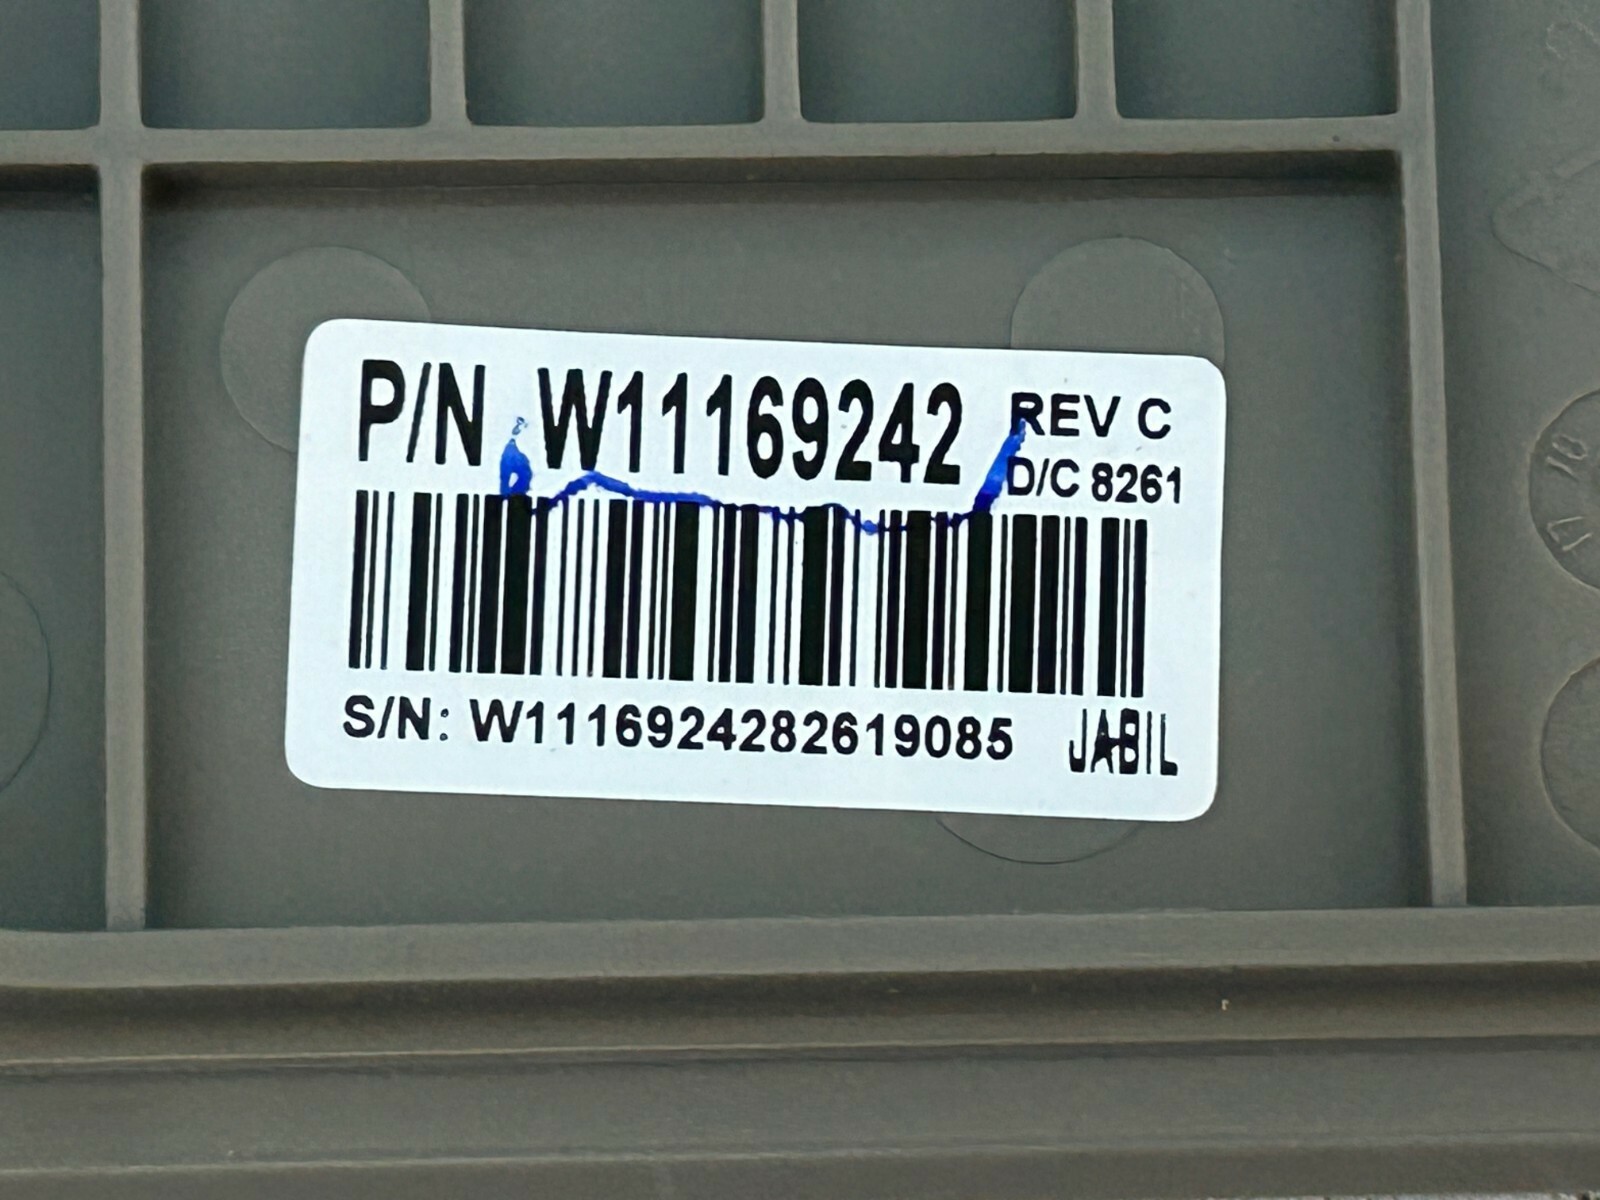 P/N W11169242 REV C
D/C 8261
S/N: W1116924282619085 JABIL